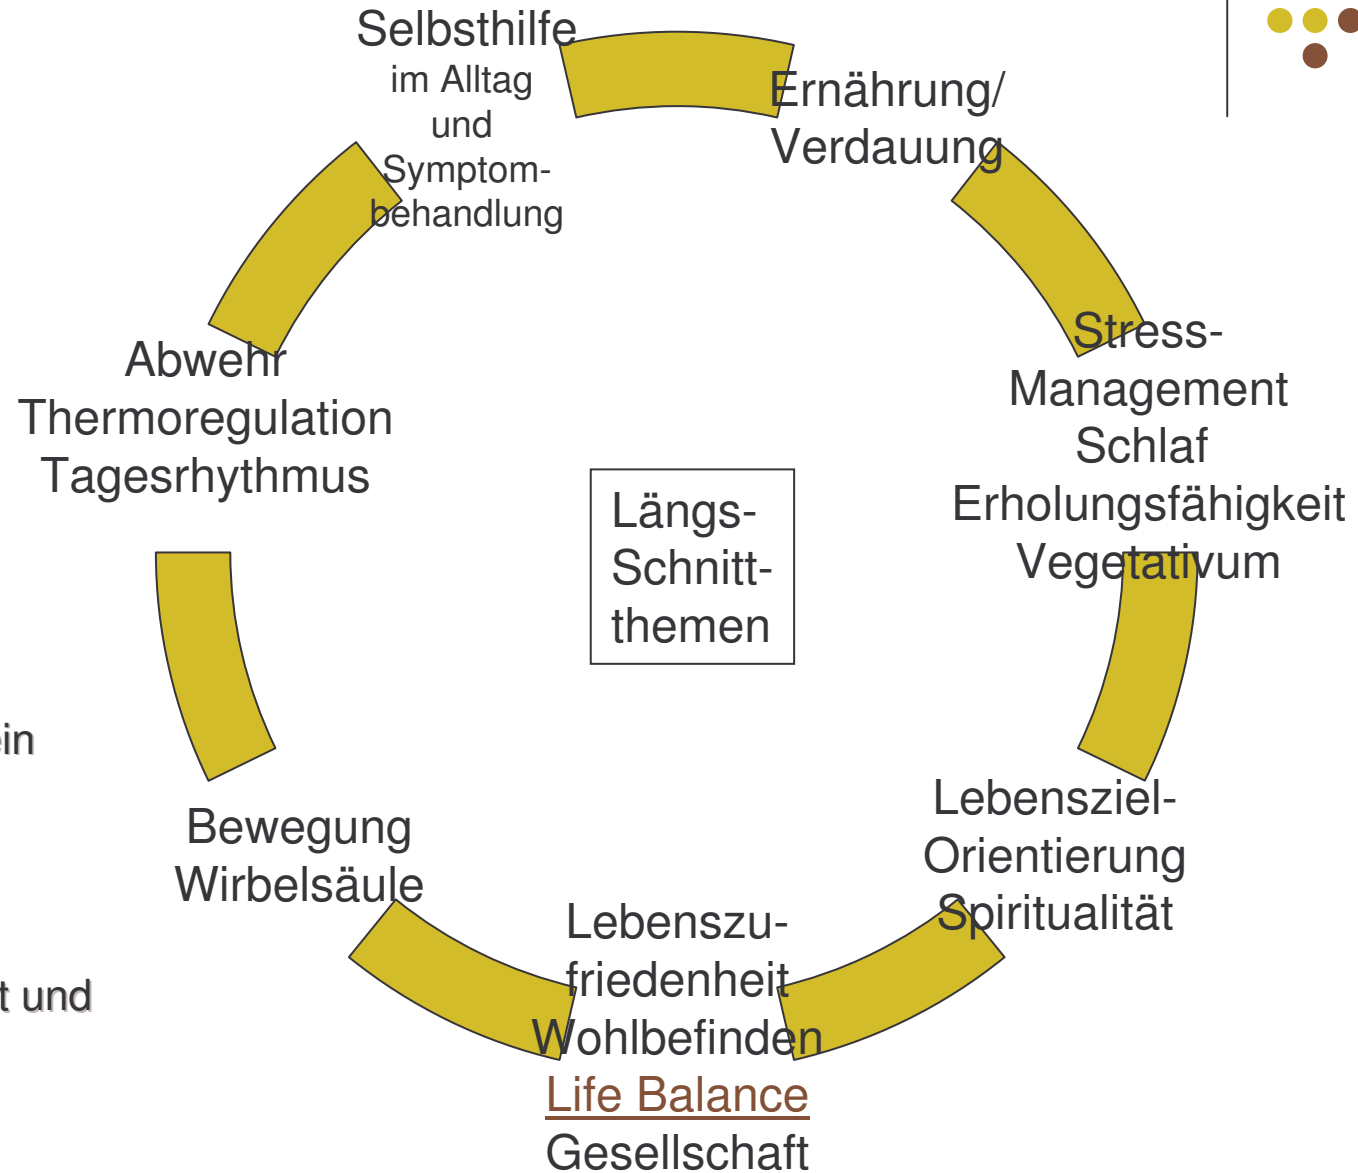 Selbsthilfe
im Alltag
und
Symptom-
behandlung
Ernährung/
Verdauung
Stress-
Management
Schlaf
Erholungsfähigkeit
Vegetativum
Abwehr
Thermoregulation
Tagesrhythmus
Längs-
Schnitt-
themen
Bewegung
Wirbelsäule
Lebensziel-
Orientierung
Spiritualität
Lebenszu-
friedenheit
Wohlbefinden
Life Balance
Gesellschaft
und